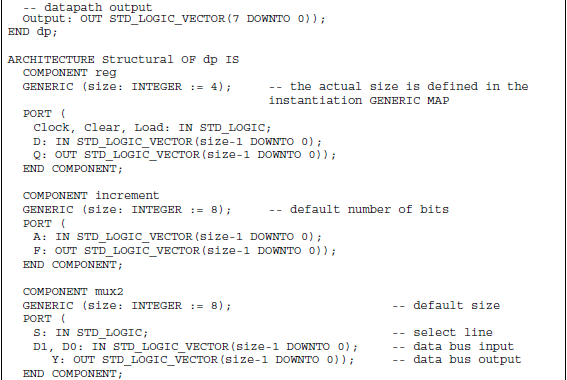 -- datapath output
Output: OUT STD_LOGIC_VECTOR(7 DOWNTO 0));
END dp;
ARCHITECTURE Structural OF dp IS
COMPONENT reg
GENERIC (size: INTEGER := 4); -- the actual size is defined in the
instantiation GENERIC MAP
PORT (
Clock, Clear, Load: IN STD_LOGIC;
D: IN STD_LOGIC_VECTOR(size-1 DOWNTO 0);
Q: OUT STD_LOGIC_VECTOR(size-1 DOWNTO 0));
END COMPONENT;
COMPONENT increment
GENERIC (size: INTEGER := 8); -- default number of bits
PORT (
A: IN STD_LOGIC_VECTOR(size-1 DOWNTO 0);
F: OUT STD_LOGIC_VECTOR(size-1 DOWNTO 0));
END COMPONENT;
COMPONENT mux2
GENERIC (size: INTEGER := 8); -- default size
PORT (
S: IN STD_LOGIC; -- select line
D1, D0: IN STD_LOGIC_VECTOR(size-1 DOWNTO 0); -- data bus input
Y: OUT STD_LOGIC_VECTOR(size-1 DOWNTO 0)); -- data bus output
END COMPONENT;